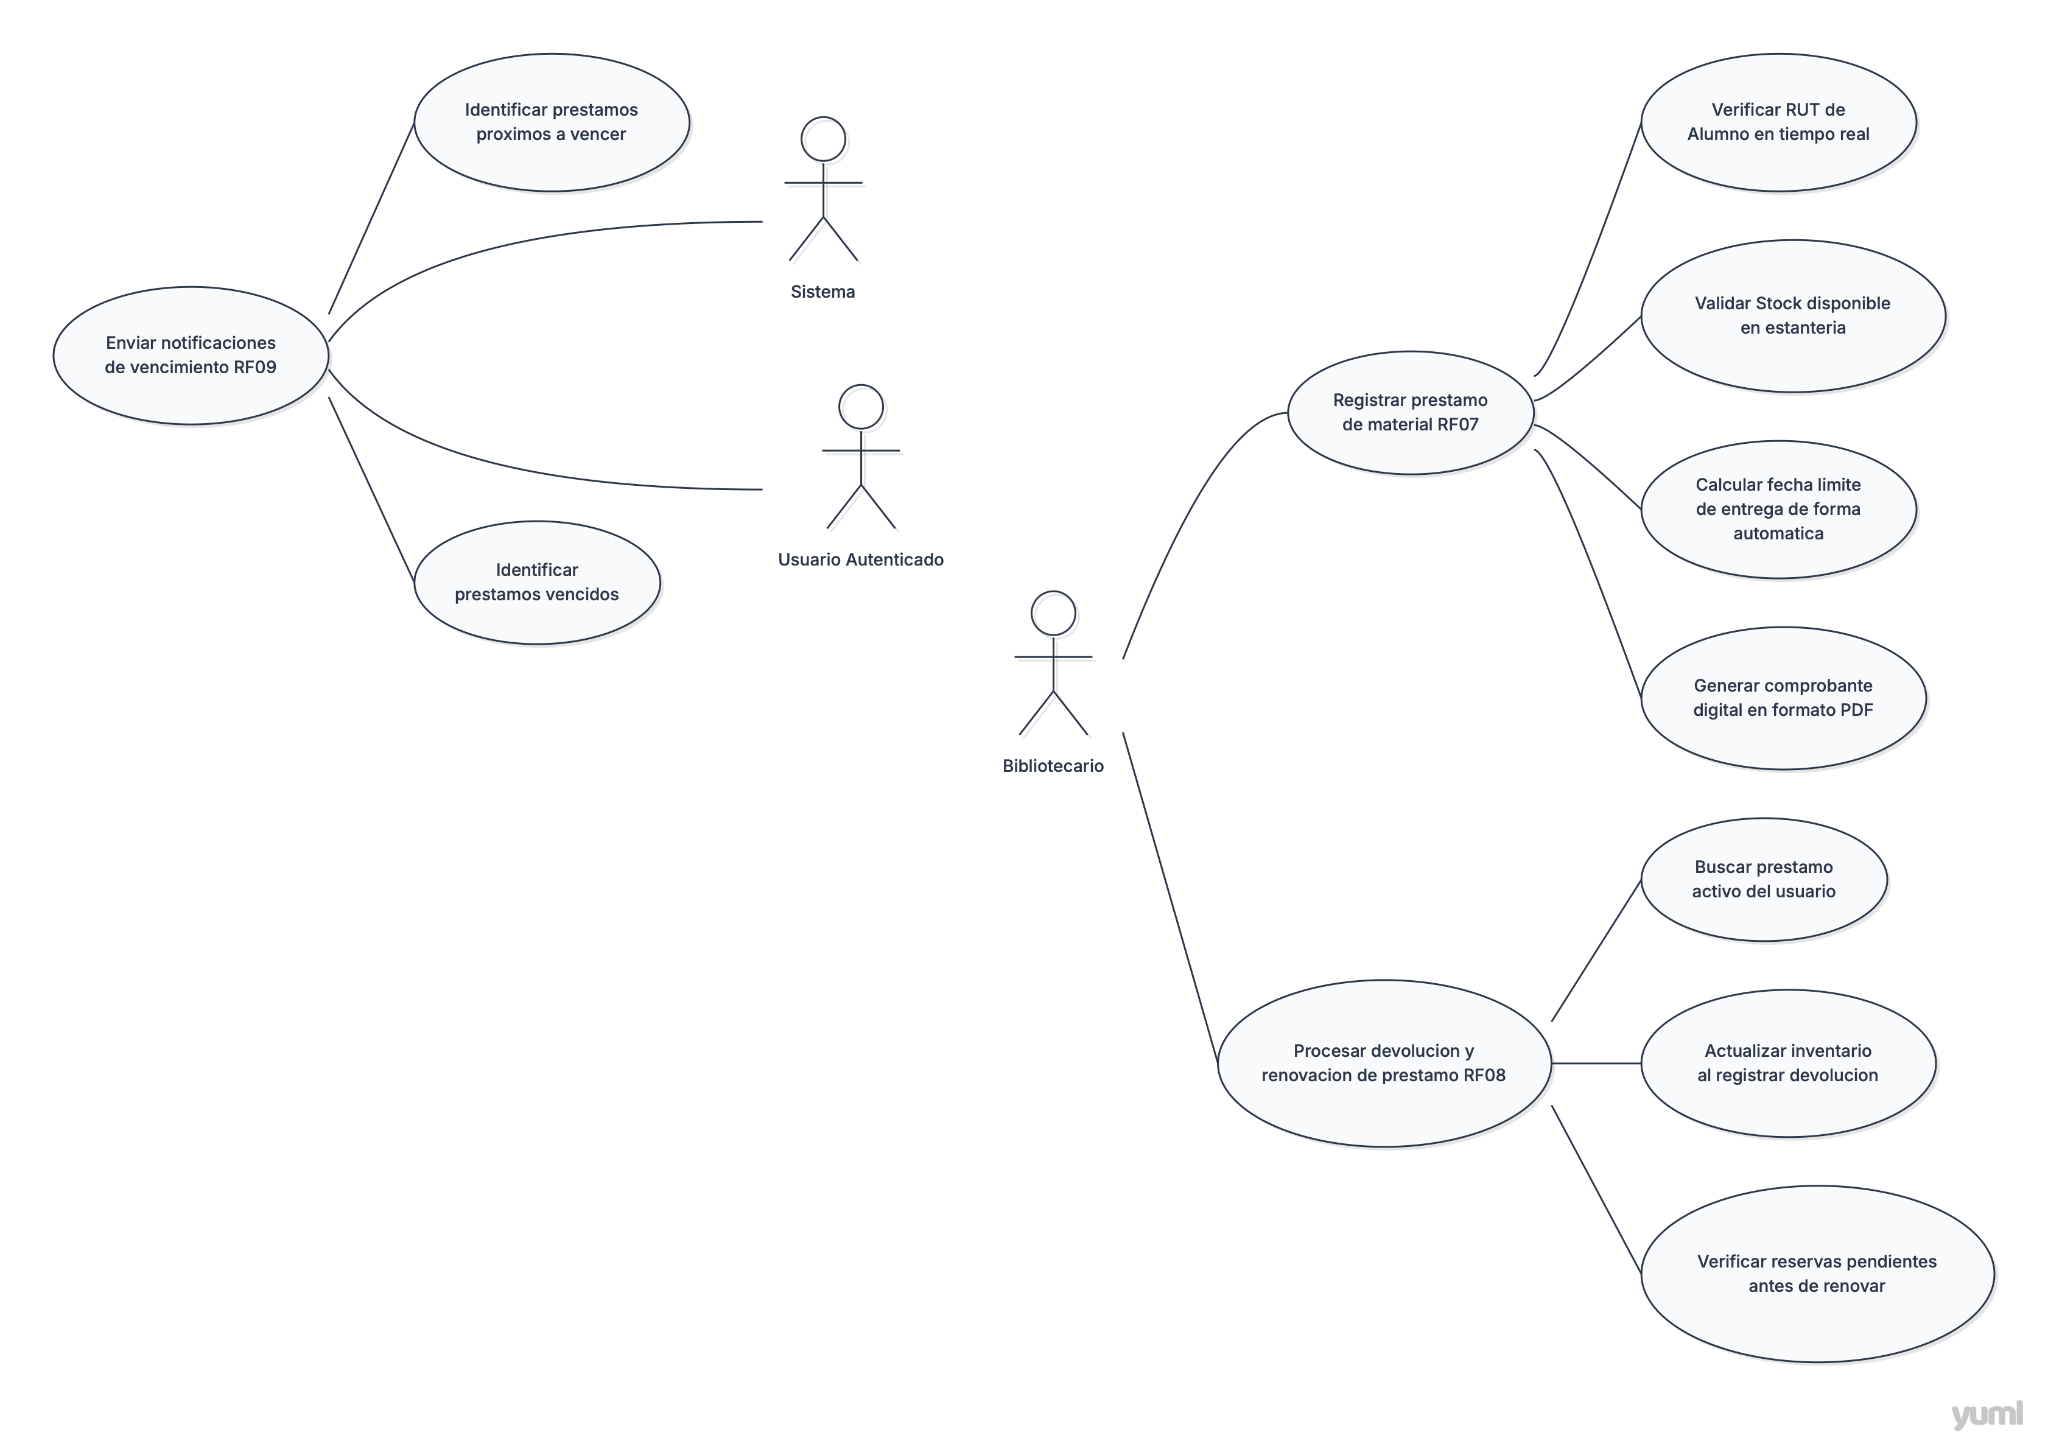 Identificar prestamos
proximos a vencer
Sistema
Enviar notificaciones
de vencimiento RF09
Usuario Autenticado
Identificar
prestamos vencidos
Bibliotecario
Registrar prestamo
de material RF07
Verificar RUT de
Alumno en tiempo real
Validar Stock disponible
en estanteria
Calcular fecha limite
de entrega de forma
automatica
Generar comprobante
digital en formato PDF
Procesar devolucion y
renovacion de prestamo RF08
Buscar prestamo
activo del usuario
Actualizar inventario
al registrar devolucion
Verificar reservas pendientes
antes de renovar
yuml